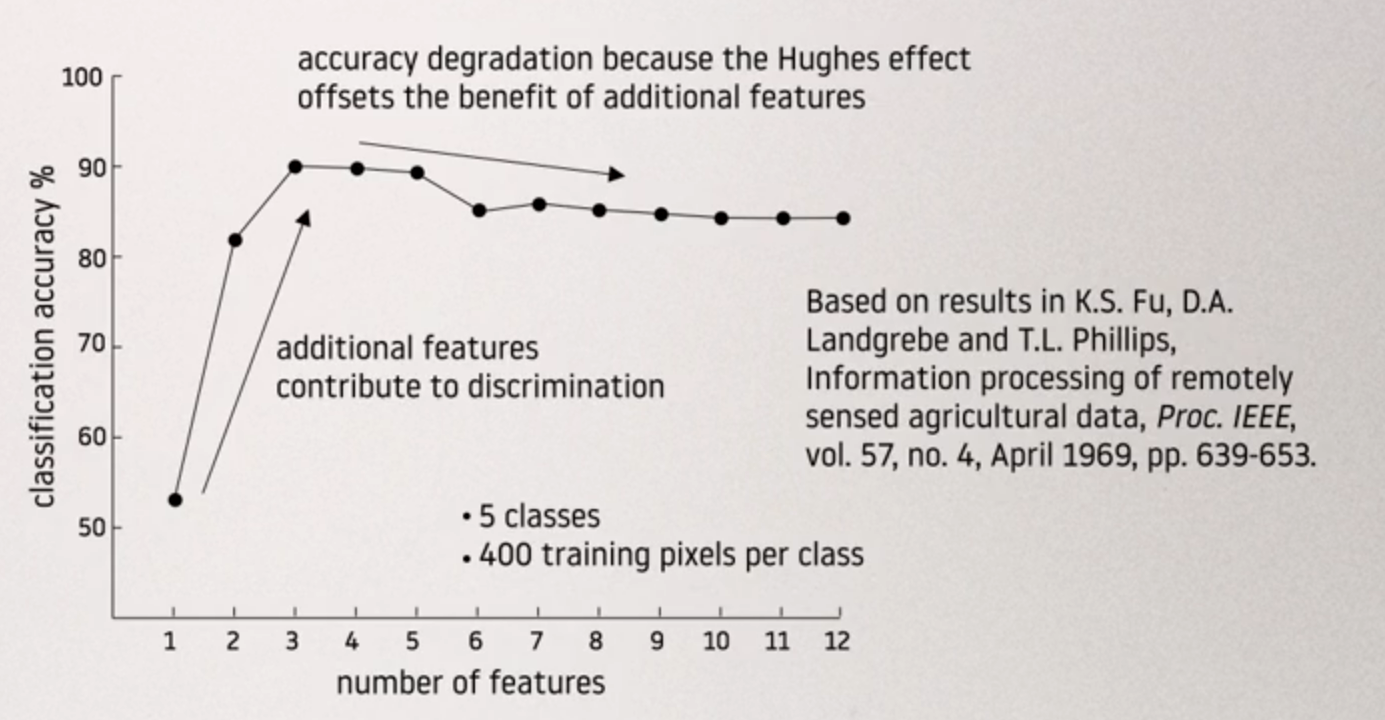 accuracy degradation because the Hughes effect
offsets the benefit of additional features
100
90
80
70
60
50
classification accuracy %
additional features
contribute to discrimination
• 5 classes
• 400 training pixels per class
Based on results in K.S. Fu, D.A.
Landgrebe and T.L. Phillips,
Information processing of remotely
sensed agricultural data, Proc. IEEE,
vol. 57, no. 4, April 1969, pp. 639-653.
1 2 3 4 5 6 7 8 9 10 11 12
number of features